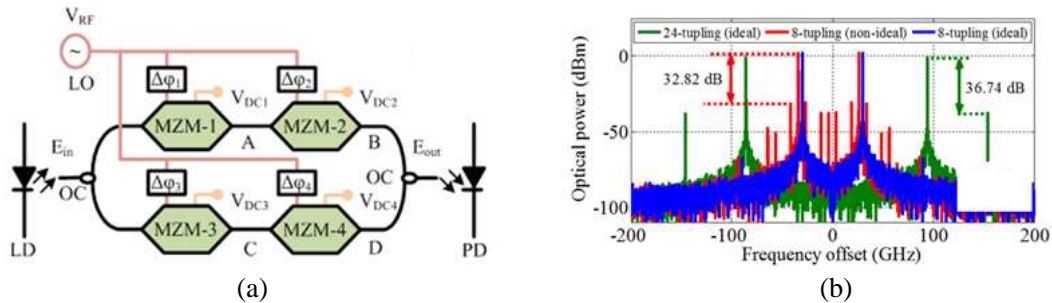 V_RF
~
LO
Δφ₁
Δφ₂
V_DC1
V_DC2
MZM-1
A
MZM-2
B
E_in
OC
E_out
OC
Δφ₃
Δφ₄
V_DC3
V_DC4
MZM-3
C
MZM-4
D
LD
PD
(a)
24-tupling (ideal) 8-tupling (non-ideal) 8-tupling (ideal)
32.82 dB
36.74 dB
Optical power (dBm)
0
-50
-100
-200 -100 0 100 200
Frequency offset (GHz)
(b)